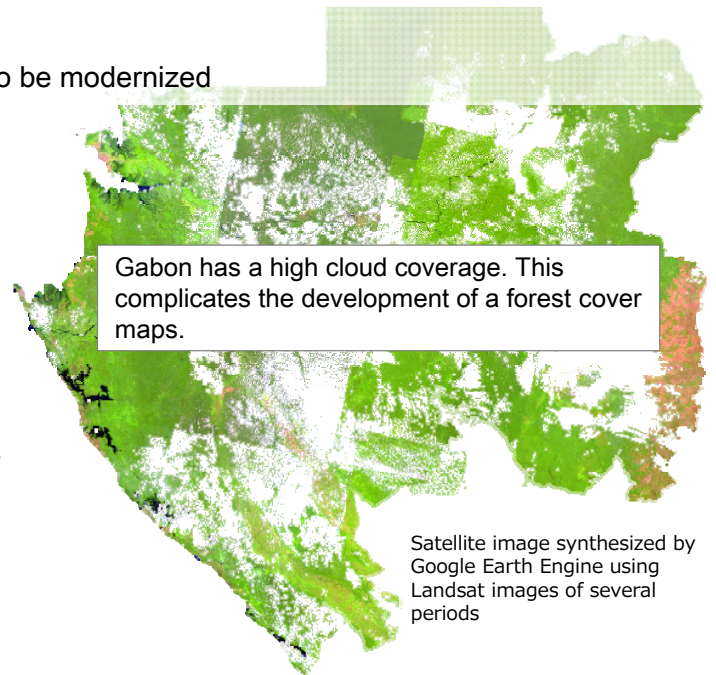 o be modernized
Gabon has a high cloud coverage. This
complicates the development of a forest cover
maps.
Satellite image synthesized by
Google Earth Engine using
Landsat images of several
periods